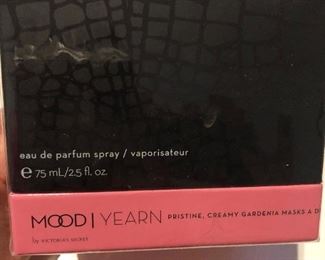 eau de parfum spray / vaporisateur
℮ 75 mL/2.5 fl. oz.
MOOD | YEARN PRISTINE, CREAMY GARDENIA MASKS A D
by VICTORIA'S SECRET